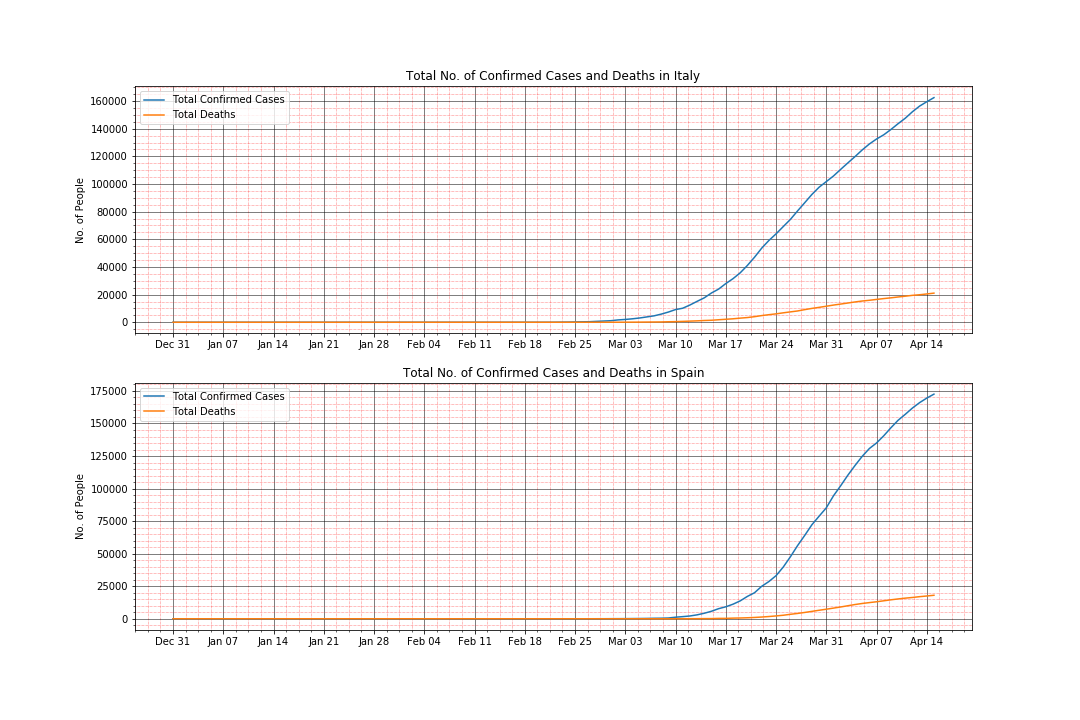 Total No. of Confirmed Cases and Deaths in Italy
Total Confirmed Cases
Total Deaths
No. of People
160000
140000
120000
100000
80000
60000
40000
20000
0
Dec 31 Jan 07 Jan 14 Jan 21 Jan 28 Feb 04 Feb 11 Feb 18 Feb 25 Mar 03 Mar 10 Mar 17 Mar 24 Mar 31 Apr 07 Apr 14
Total No. of Confirmed Cases and Deaths in Spain
Total Confirmed Cases
Total Deaths
No. of People
175000
150000
125000
100000
75000
50000
25000
0
Dec 31 Jan 07 Jan 14 Jan 21 Jan 28 Feb 04 Feb 11 Feb 18 Feb 25 Mar 03 Mar 10 Mar 17 Mar 24 Mar 31 Apr 07 Apr 14